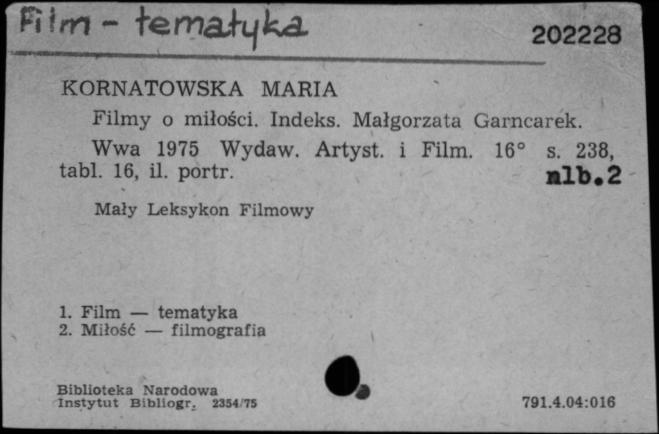 Film - tematyka
202228
KORNATOWSKA MARIA
Filmy o miłości. Indeks. Małgorzata Garncarek.
Wwa 1975 Wydaw. Artyst. i Film. 16° s. 238,
tabl. 16, il. portr. nlb.2
Mały Leksykon Filmowy
1. Film — tematyka
2. Miłość — filmografia
Biblioteka Narodowa
Instytut Bibliogr. 2354/75
791.4.04:016